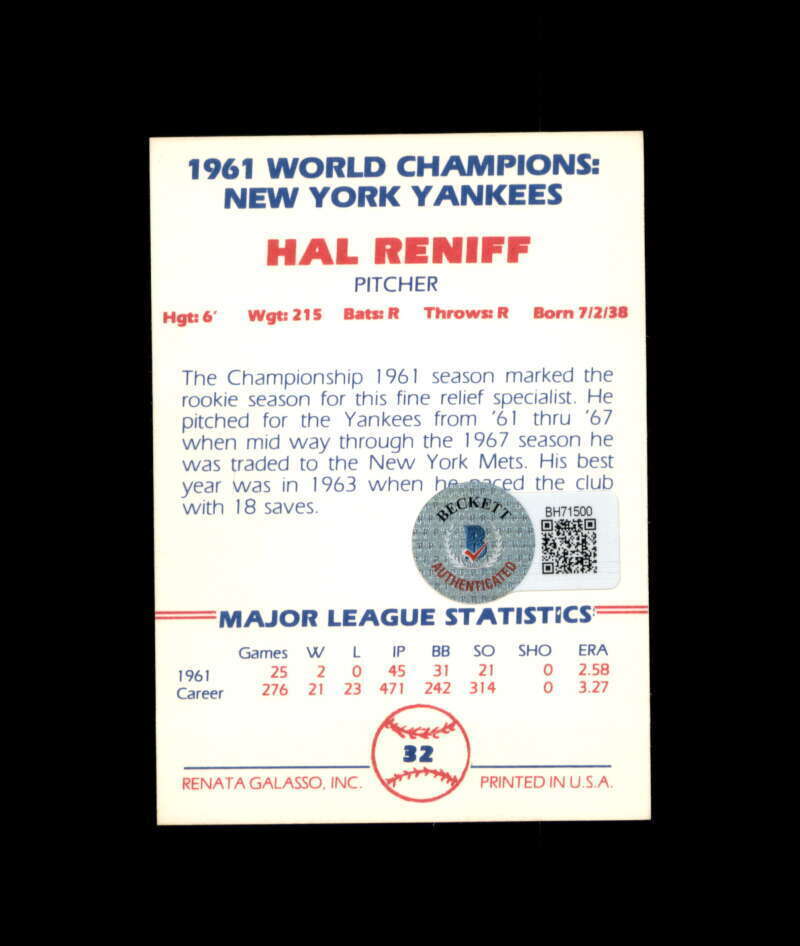 1961 WORLD CHAMPIONS:
NEW YORK YANKEES
HAL RENIFF
PITCHER
Hgt: 6' Wgt: 215 Bats: R Throws: R Born 7/2/38
The Championship 1961 season marked the
rookie season for this fine relief specialist. He
pitched for the Yankees from '61 thru '67
when mid way through the 1967 season he
was traded to the New York Mets. His best
year was in 1963 when he paced the club
with 18 saves.
BECKETT
B
AUTHENTICATED
BH71500
MAJOR LEAGUE STATISTICS
Games W L IP BB SO SHO ERA
1961 25 2 0 45 31 21 0 2.58
Career 276 21 23 471 242 314 0 3.27
32
RENATA GALASSO, INC. PRINTED IN U.S.A.